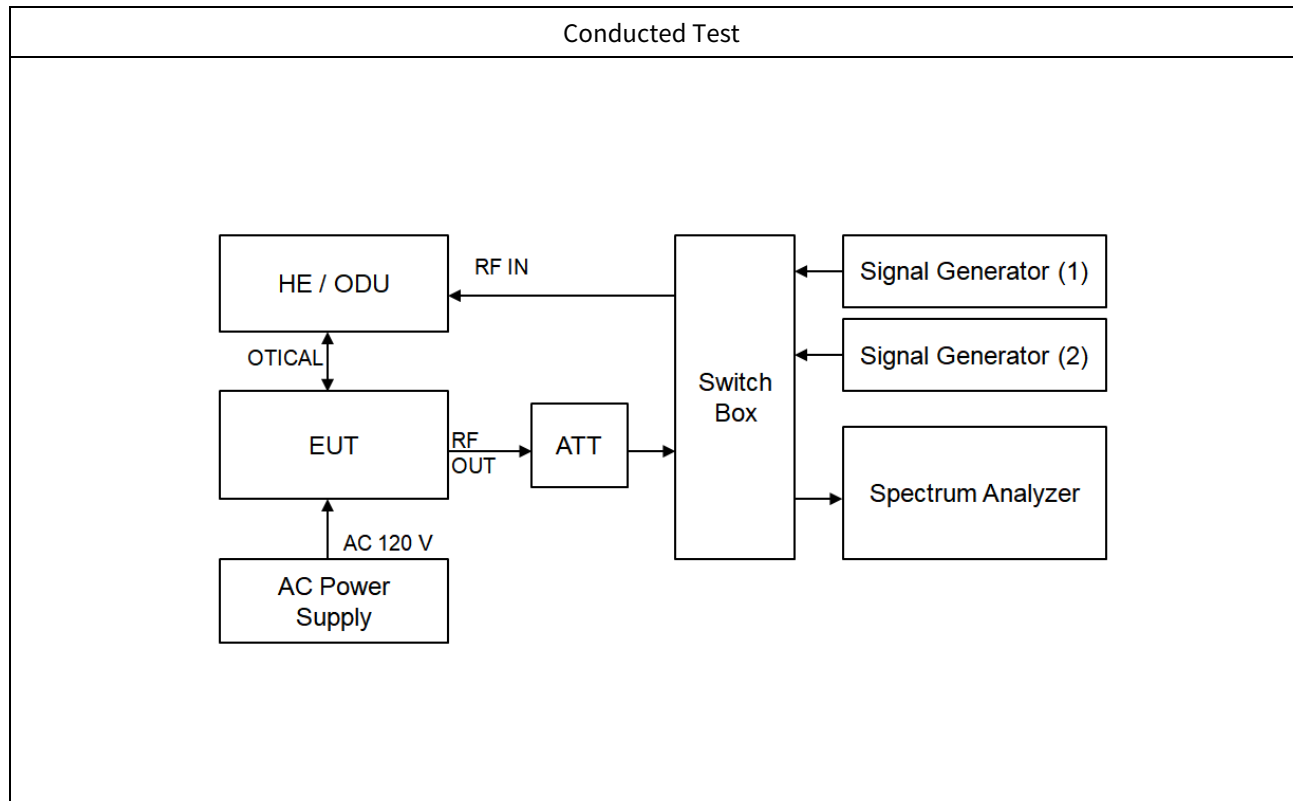 Conducted Test
HE / ODU
RF IN
Signal Generator (1)
OTICAL
Signal Generator (2)
Switch
Box
EUT
RF
OUT
ATT
Spectrum Analyzer
AC 120 V
AC Power
Supply